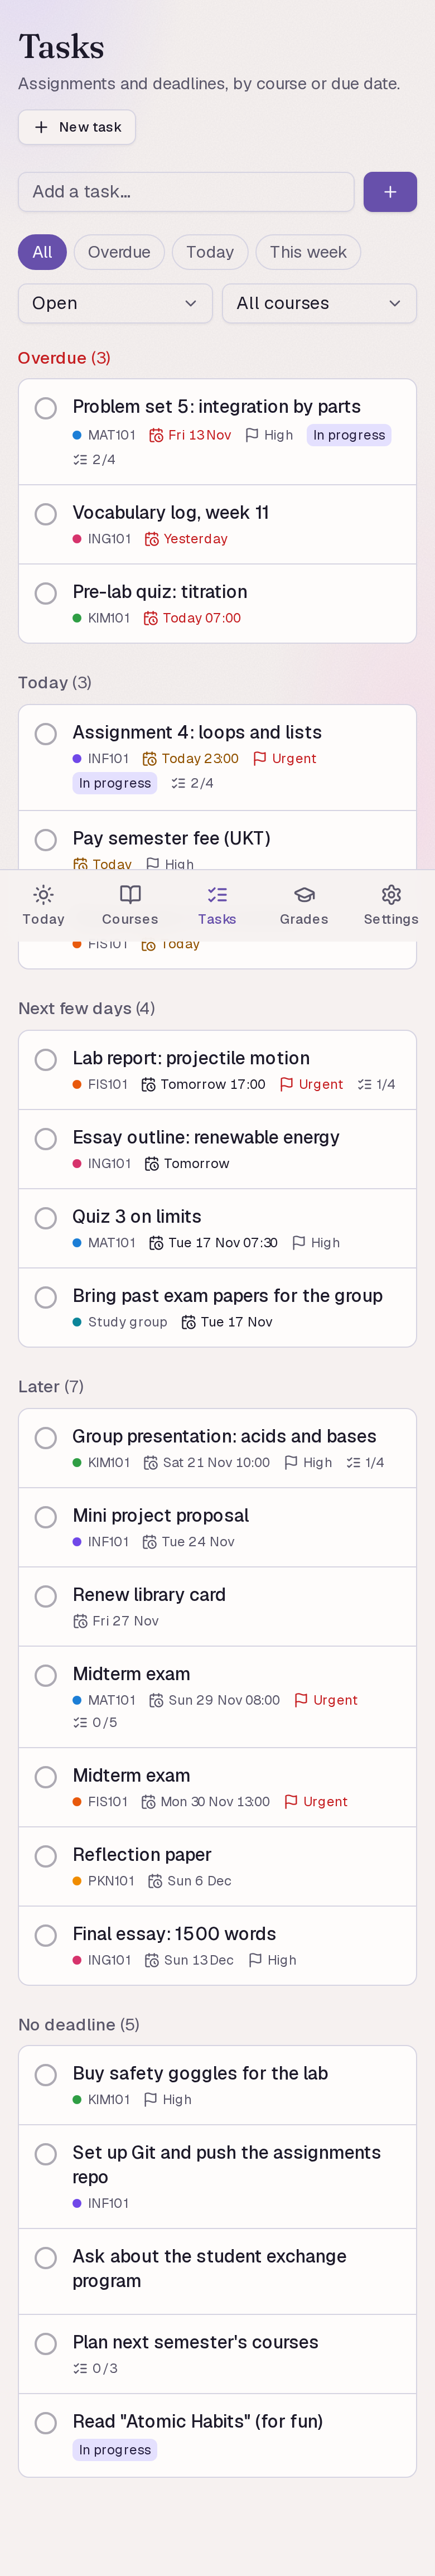 Tasks
Assignments and deadlines, by course or due date.
New task
Add a task...
All Overdue Today This week
Open All courses
Overdue (3)
Problem set 5: integration by parts
MAT101 Fri 13 Nov High In progress
2/4
Vocabulary log, week 11
ING101 Yesterday
Pre-lab quiz: titration
KIM101 Today 07:00
Today (3)
Assignment 4: loops and lists
INF101 Today 23:00 Urgent
In progress 2/4
Pay semester fee (UKT)
Today High
Today Courses Tasks Grades Settings
FIS101 Today
Next few days (4)
Lab report: projectile motion
FIS101 Tomorrow 17:00 Urgent 1/4
Essay outline: renewable energy
ING101 Tomorrow
Quiz 3 on limits
MAT101 Tue 17 Nov 07:30 High
Bring past exam papers for the group
Study group Tue 17 Nov
Later (7)
Group presentation: acids and bases
KIM101 Sat 21 Nov 10:00 High 1/4
Mini project proposal
INF101 Tue 24 Nov
Renew library card
Fri 27 Nov
Midterm exam
MAT101 Sun 29 Nov 08:00 Urgent
0/5
Midterm exam
FIS101 Mon 30 Nov 13:00 Urgent
Reflection paper
PKN101 Sun 6 Dec
Final essay: 1500 words
ING101 Sun 13 Dec High
No deadline (5)
Buy safety goggles for the lab
KIM101 High
Set up Git and push the assignments
repo
INF101
Ask about the student exchange
program
Plan next semester's courses
0/3
Read "Atomic Habits" (for fun)
In progress